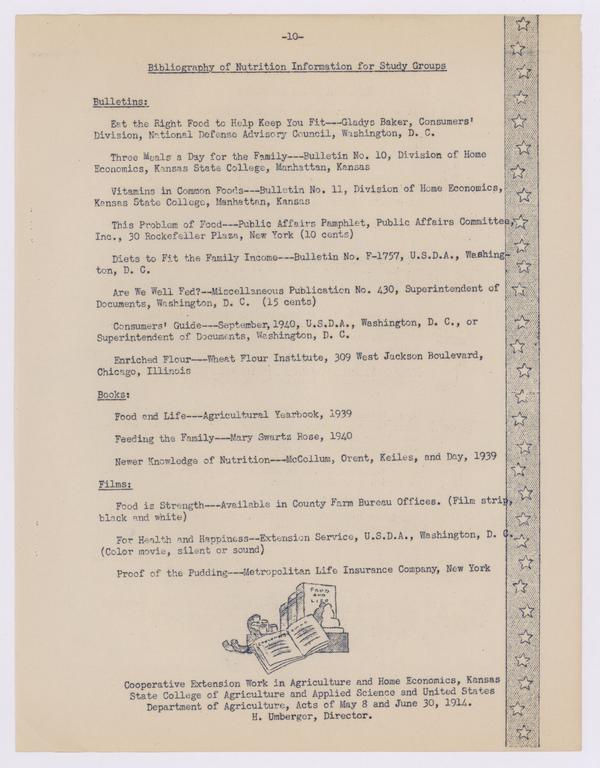 -10-
Bibliography of Nutrition Information for Study Groups
Bulletins:
Eat the Right Food to Help Keep You Fit---Gladys Baker, Consumers'
Division, National Defense Advisory Council, Washington, D. C.
Three Meals a Day for the Family---Bulletin No. 10, Division of Home
Economics, Kansas State College, Manhattan, Kansas
Vitamins in Common Foods---Bulletin No. 11, Division of Home Economics,
Kansas State College, Manhattan, Kansas
This Problem of Food---Public Affairs Pamphlet, Public Affairs Committee,
Inc., 30 Rockefeller Plaza, New York (10 cents)
Diets to Fit the Family Income---Bulletin No. F-1757, U.S.D.A., Washing-
ton, D. C.
Are We Well Fed?--Miscellaneous Publication No. 430, Superintendent of
Documents, Washington, D. C. (15 cents)
Consumers' Guide---September, 1940, U.S.D.A., Washington, D. C., or
Superintendent of Documents, Washington, D. C.
Enriched Flour---Wheat Flour Institute, 309 West Jackson Boulevard,
Chicago, Illinois
Books:
Food and Life---Agricultural Yearbook, 1939
Feeding the Family---Mary Swartz Rose, 1940
Newer Knowledge of Nutrition---McCollum, Orent, Keiles, and Day, 1939
Films:
Food is Strength---Available in County Farm Bureau Offices. (Film strip,
black and white)
For Health and Happiness--Extension Service, U.S.D.A., Washington, D. C.
(Color movie, silent or sound)
Proof of the Pudding---Metropolitan Life Insurance Company, New York
FOOD
AND
LIFE
Cooperative Extension Work in Agriculture and Home Economics, Kansas
State College of Agriculture and Applied Science and United States
Department of Agriculture, Acts of May 8 and June 30, 1914.
H. Umberger, Director.